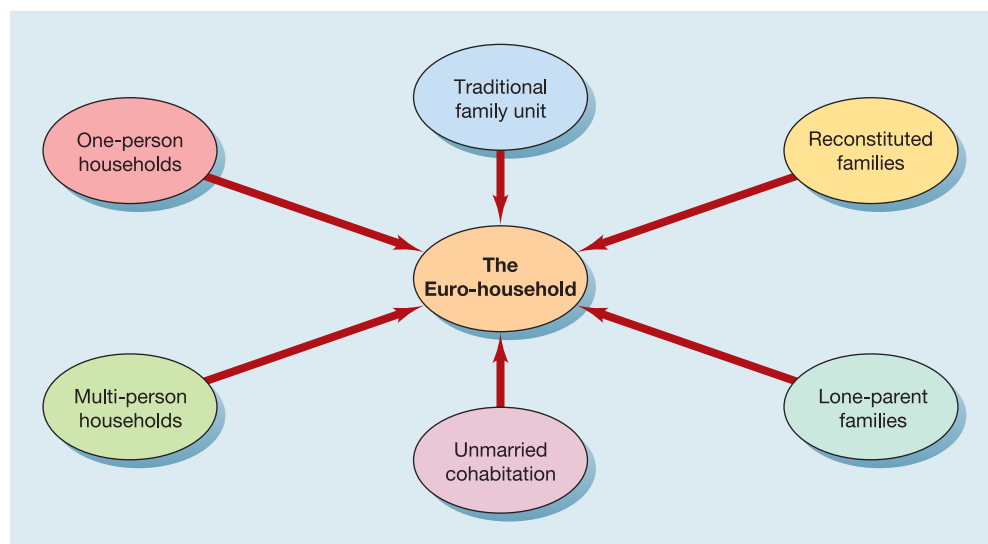 Traditional
family unit
One-person
households
Reconstituted
families
The
Euro-household
Multi-person
households
Lone-parent
families
Unmarried
cohabitation